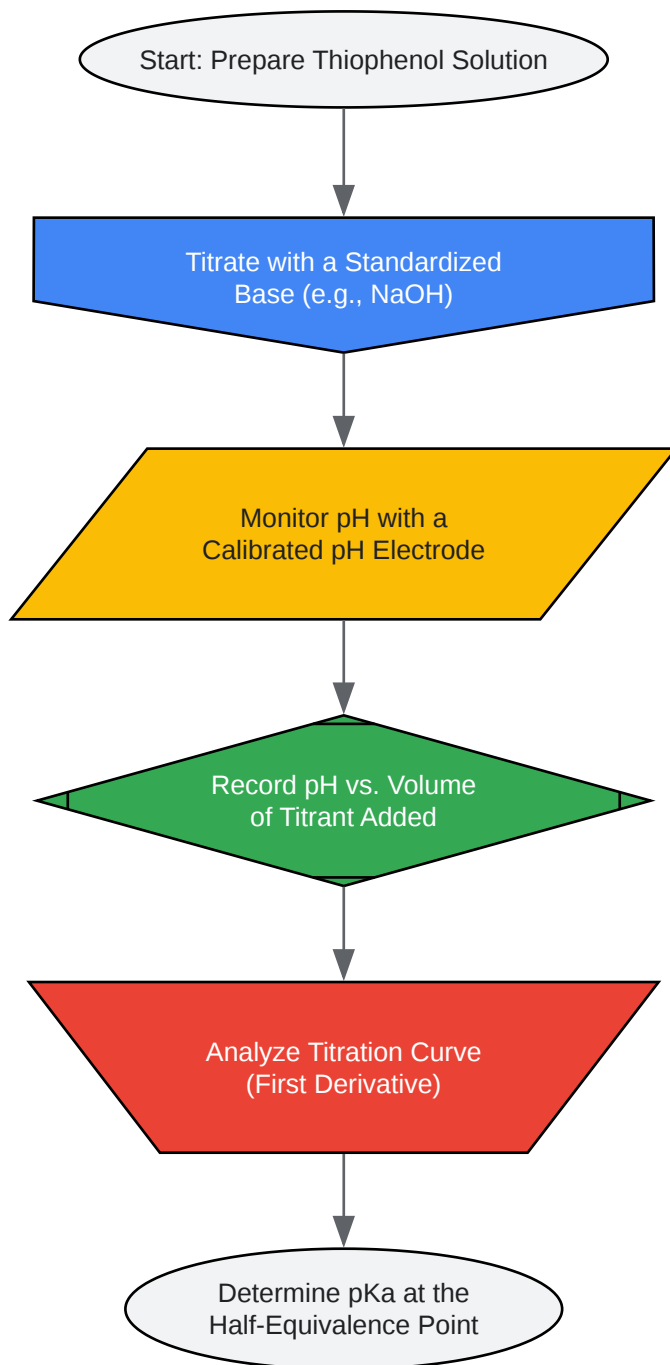 Start: Prepare Thiophenol Solution
Titrate with a Standardized
Base (e.g., NaOH)
Monitor pH with a
Calibrated pH Electrode
Record pH vs. Volume
of Titrant Added
Analyze Titration Curve
(First Derivative)
Determine pKa at the
Half-Equivalence Point